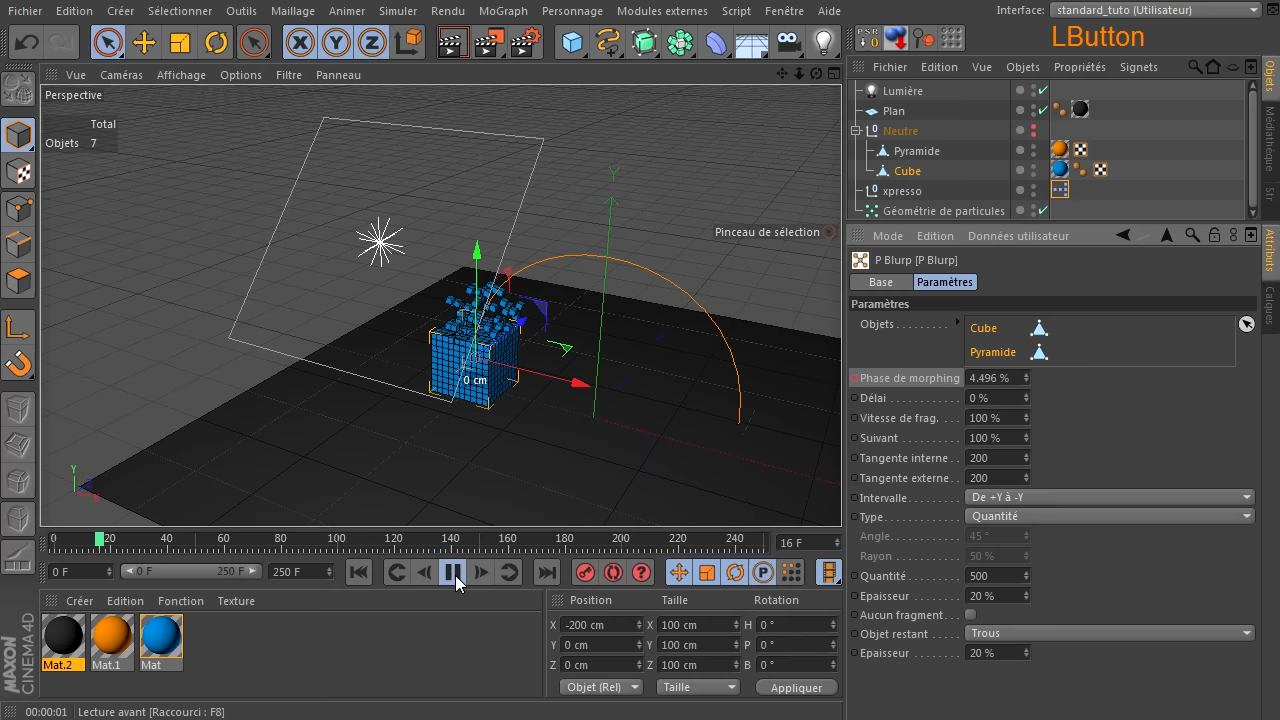 Fichier Edition Créer Sélectionner Outils Maillage Animer Simuler Rendu MoGraph Personnage Modules externes Script Fenêtre Aide Interface: standard_tuto (Utilisateur)
X Y Z PSR 0 LButton
Vue Caméras Affichage Options Filtre Panneau
Fichier Edition Vue Objets Propriétés Signets
Perspective
Total
Objets 7
Pinceau de sélection
Y
0 cm
Y
Lumière
Plan
Neutre
Pyramide
Cube
xpresso
Géométrie de particules
Objets
Médiathèque
Str
Mode Edition Données utilisateur
Attributs
Calques
P Blurp [P Blurp]
Base Paramètres
Paramètres
Objets Cube
Pyramide
Phase de morphing 4.496 %
Délai 0 %
Vitesse de frag. 100 %
Suivant 100 %
Tangente interne 200
Tangente externe 200
Intervalle De +Y à -Y
Type Quantité
Angle 45 °
Rayon 50 %
Quantité 500
Epaisseur 20 %
Aucun fragment
Objet restant Trous
Epaisseur 20 %
0 20 40 60 80 100 120 140 160 180 200 220 240 16 F
0 F 0 F 250 F 250 F P
Créer Edition Fonction Texture
Mat.2 Mat.1 Mat
Position Taille Rotation
X -200 cm X 100 cm H 0 °
Y 0 cm Y 100 cm P 0 °
Z 0 cm Z 100 cm B 0 °
Objet (Rel) Taille Appliquer
MAXON
CINEMA 4D
00:00:01 Lecture avant [Raccourci : F8]